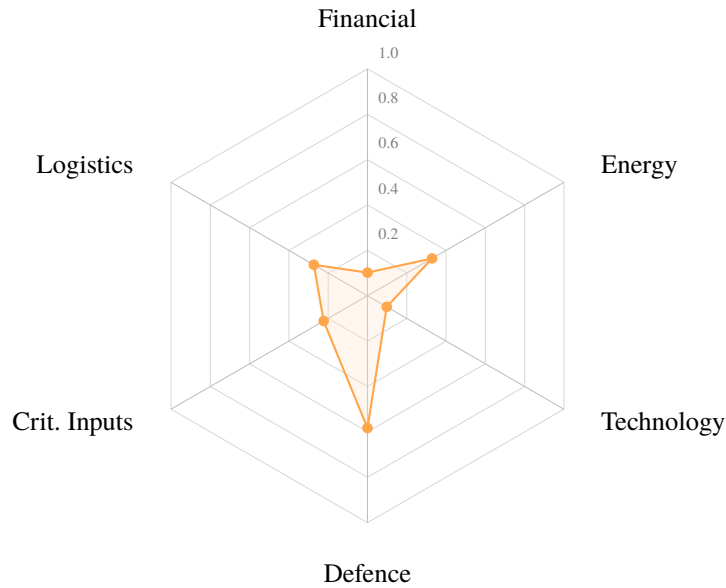 Financial
1.0
0.8
0.6
0.4
0.2
Logistics
Energy
Crit. Inputs
Technology
Defence